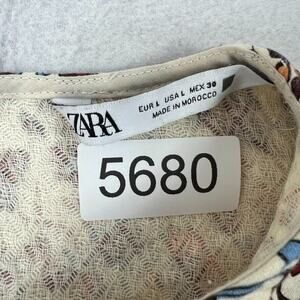 ZARA
EUR L USA L MEX 30
MADE IN MOROCCO
5680